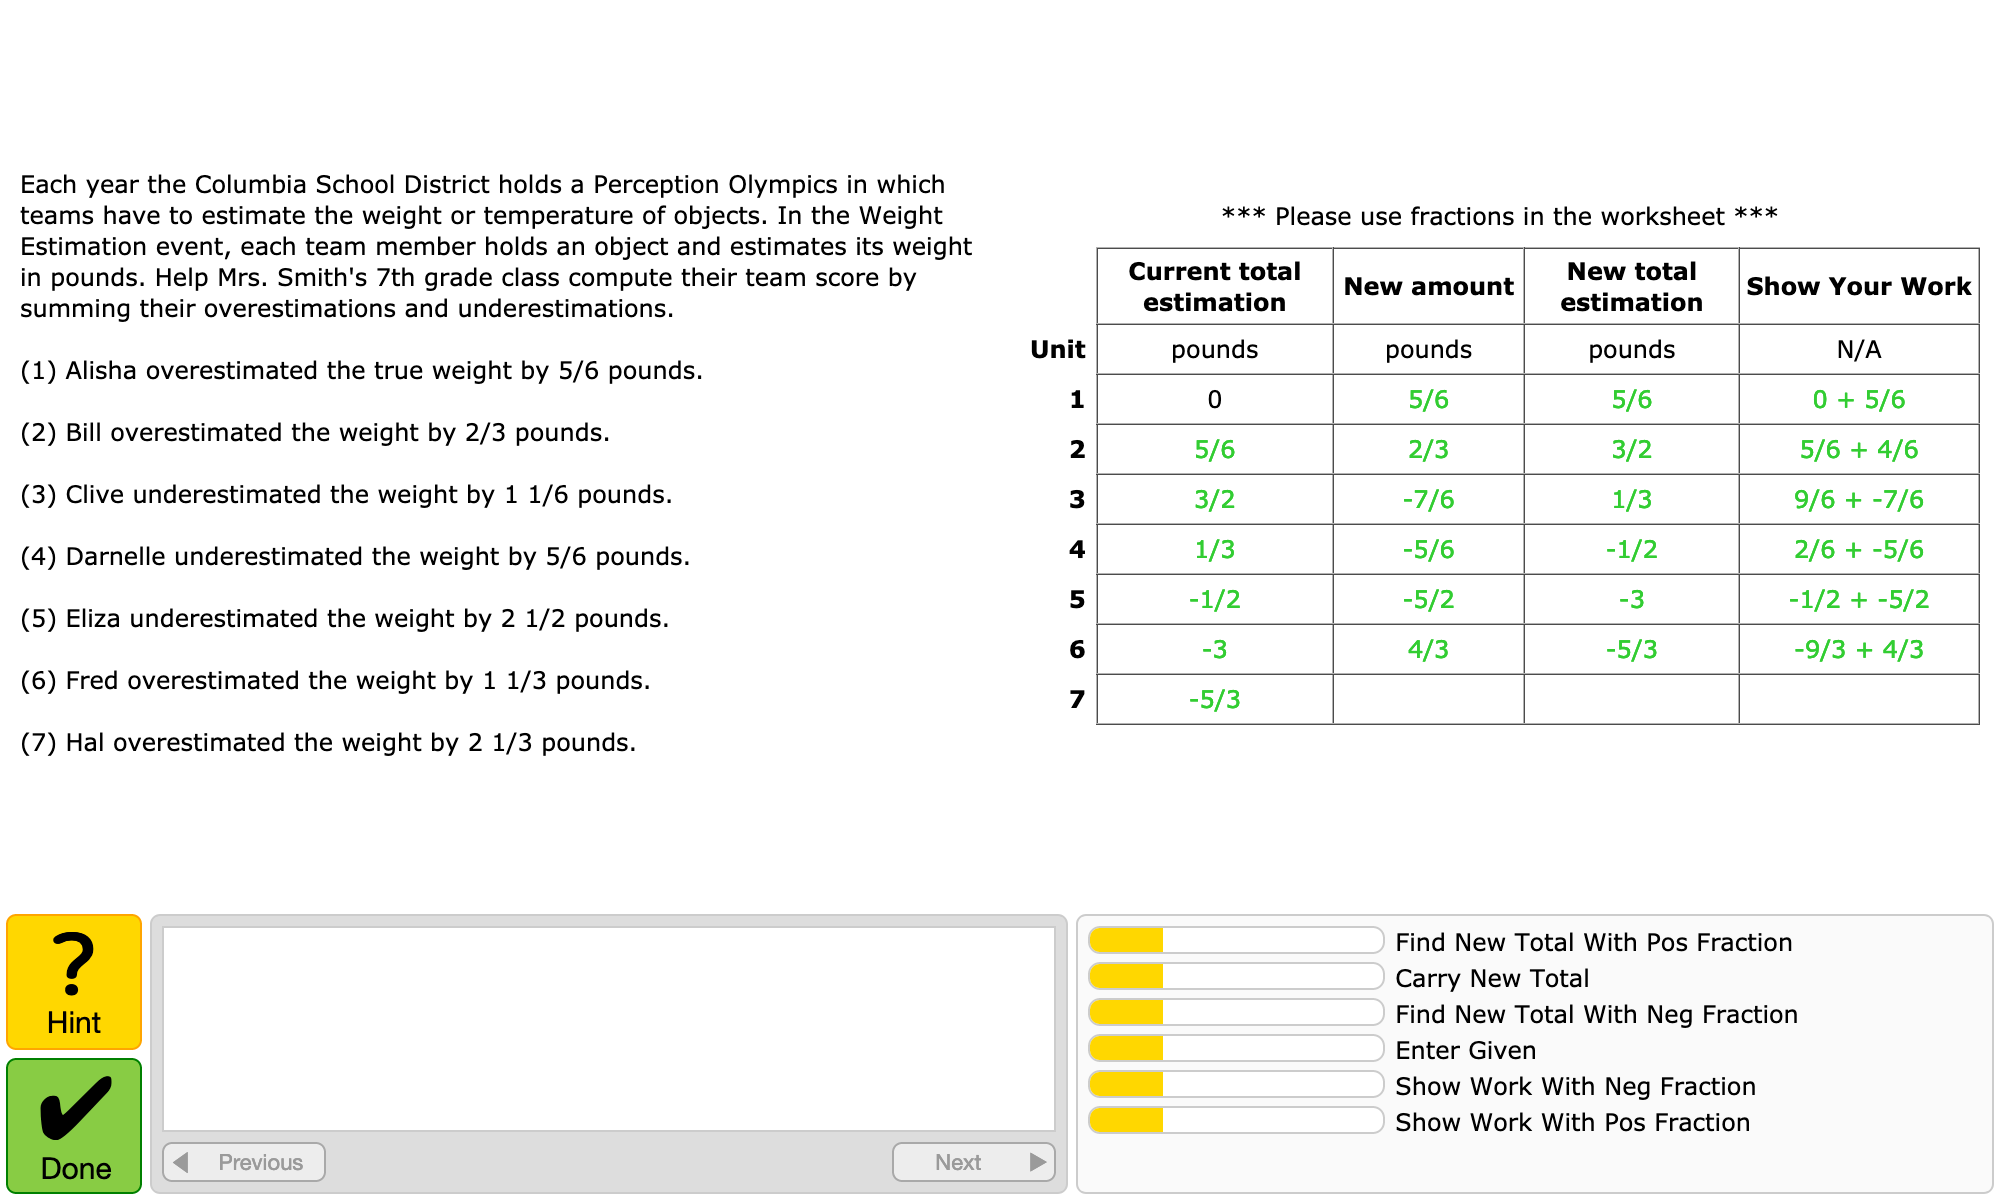 Each year the Columbia School District holds a Perception Olympics in which
teams have to estimate the weight or temperature of objects. In the Weight
Estimation event, each team member holds an object and estimates its weight
in pounds. Help Mrs. Smith's 7th grade class compute their team score by
summing their overestimations and underestimations.
(1) Alisha overestimated the true weight by 5/6 pounds.
(2) Bill overestimated the weight by 2/3 pounds.
(3) Clive underestimated the weight by 1 1/6 pounds.
(4) Darnelle underestimated the weight by 5/6 pounds.
(5) Eliza underestimated the weight by 2 1/2 pounds.
(6) Fred overestimated the weight by 1 1/3 pounds.
(7) Hal overestimated the weight by 2 1/3 pounds.
*** Please use fractions in the worksheet ***
Current total estimation New amount New total estimation Show Your Work
Unit pounds pounds pounds N/A
1 0 5/6 5/6 0 + 5/6
2 5/6 2/3 3/2 5/6 + 4/6
3 3/2 -7/6 1/3 9/6 + -7/6
4 1/3 -5/6 -1/2 2/6 + -5/6
5 -1/2 -5/2 -3 -1/2 + -5/2
6 -3 4/3 -5/3 -9/3 + 4/3
7 -5/3
? Hint
Done
Previous
Next
Find New Total With Pos Fraction
Carry New Total
Find New Total With Neg Fraction
Enter Given
Show Work With Neg Fraction
Show Work With Pos Fraction